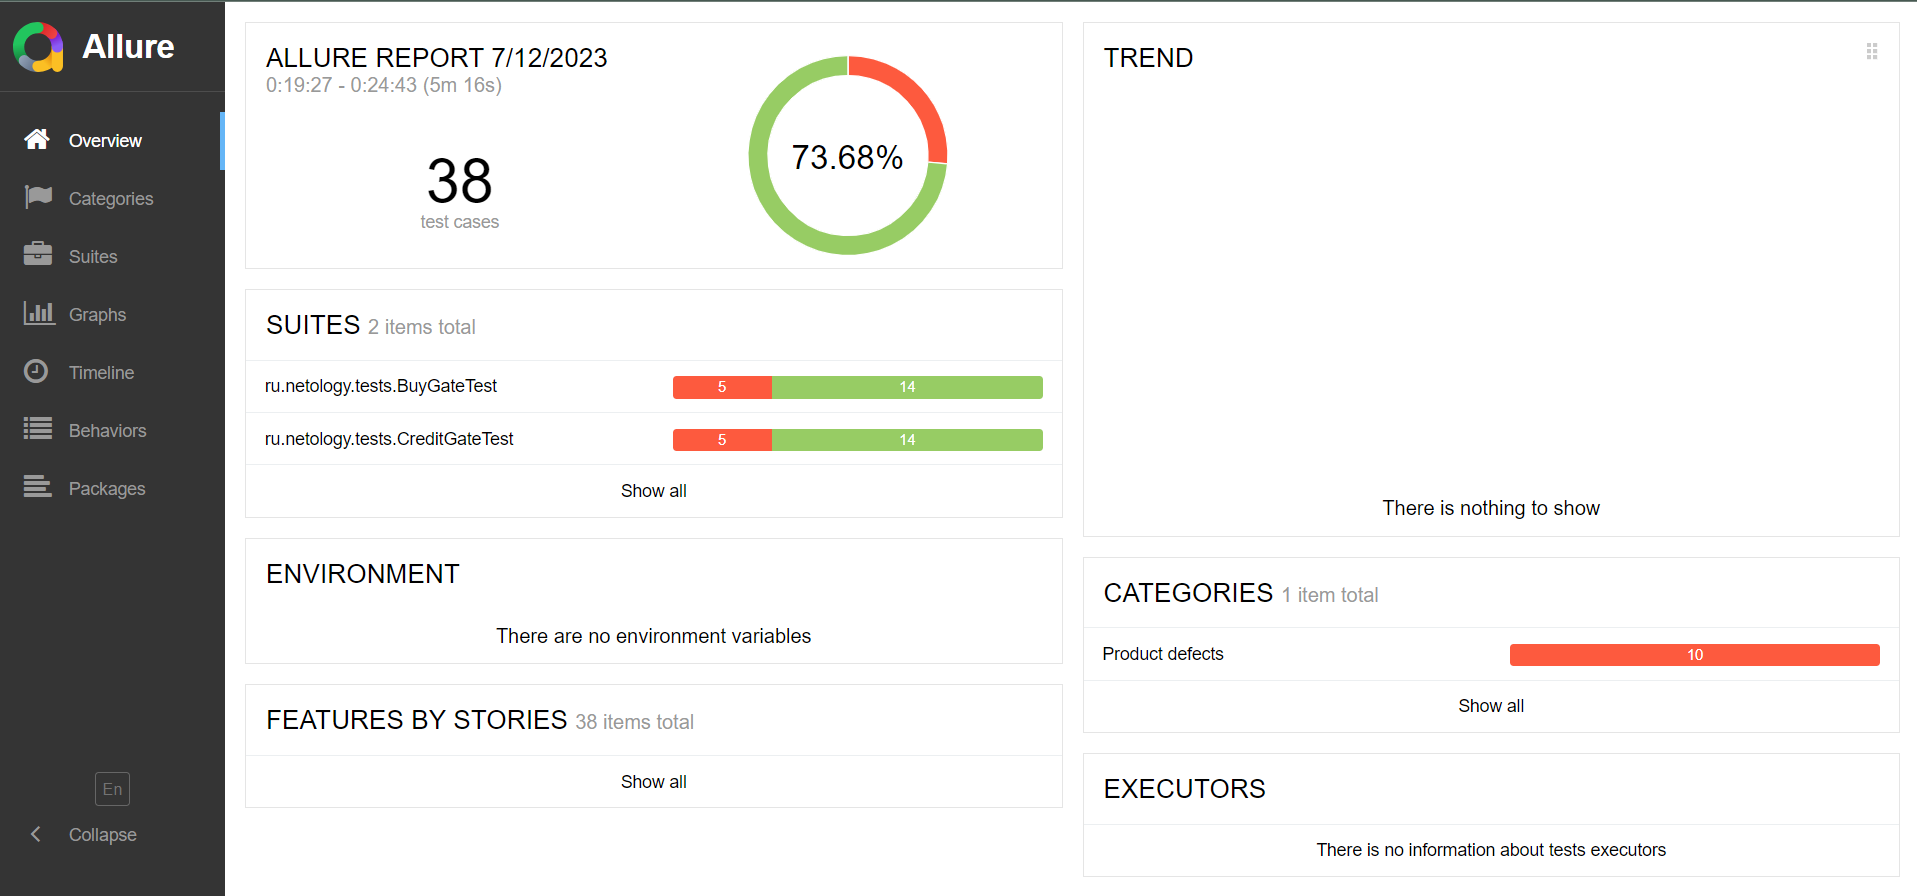 Allure
Overview
Categories
Suites
Graphs
Timeline
Behaviors
Packages
En
Collapse
ALLURE REPORT 7/12/2023
0:19:27 - 0:24:43 (5m 16s)
38
test cases
73.68%
SUITES 2 items total
ru.netology.tests.BuyGateTest 5 14
ru.netology.tests.CreditGateTest 5 14
Show all
ENVIRONMENT
There are no environment variables
FEATURES BY STORIES 38 items total
Show all
TREND
There is nothing to show
CATEGORIES 1 item total
Product defects 10
Show all
EXECUTORS
There is no information about tests executors